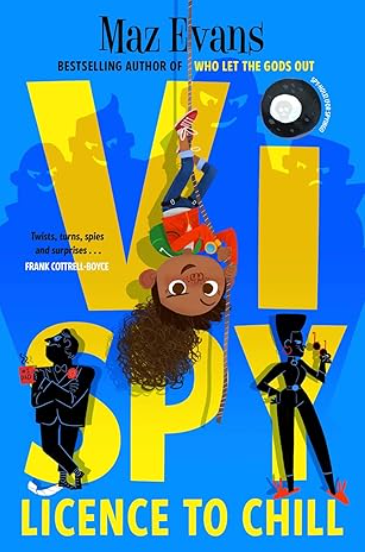 Maz Evans
BESTSELLING AUTHOR OF WHO LET THE GODS OUT
Vi
Twists, turns, spies
and surprises . . .
FRANK COTTRELL-BOYCE
SPY
LICENCE TO CHILL